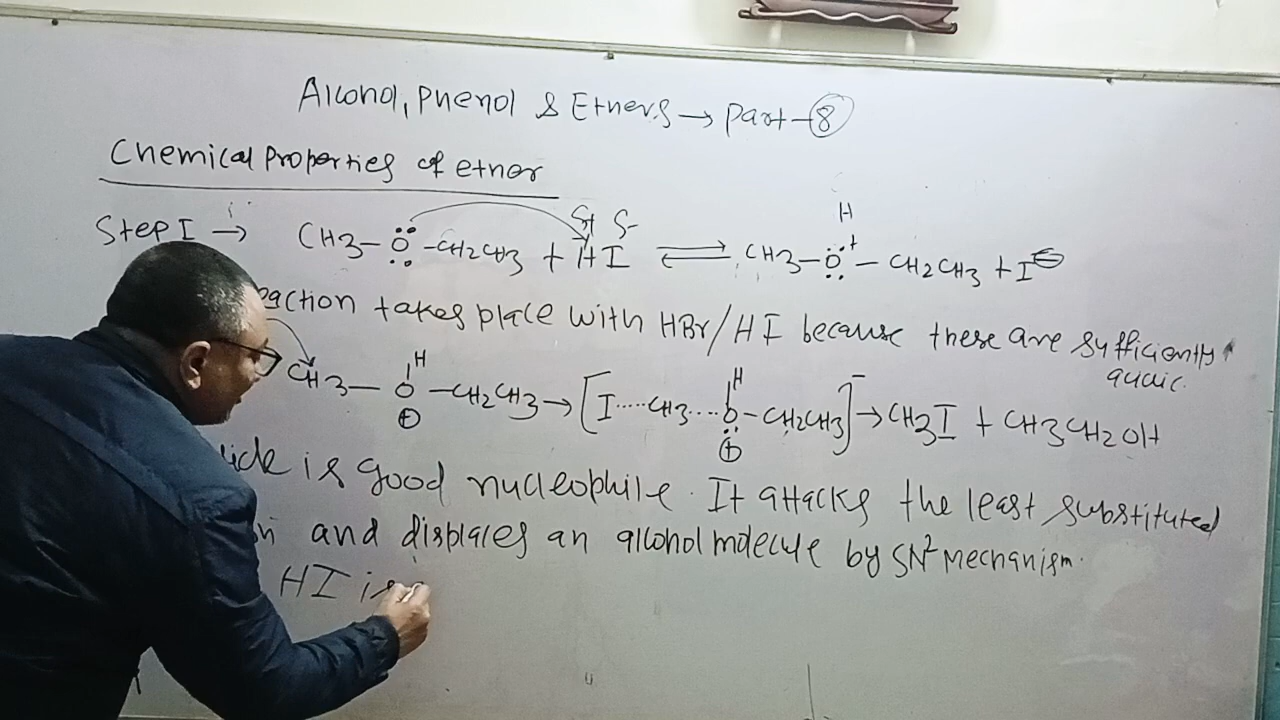 Alcohol, Phenol & Ethers → Part-8
Chemical Properties of ether
Step I → CH3-O-CH2CH3 + HI ⇌ CH3-O-CH2CH3 + I⊖
δ+ δ-
H
+
takes place with HBr/HI because these are sufficiently
acidic.
H H
CH3-O-CH2CH3 → [I.....CH3....O-CH2CH3]⁻ → CH3I + CH3CH2OH
⊕ ⊕
is good nucleophile. It attacks the least substituted
and displaces an alcohol molecule by SN² Mechanism.
HI is